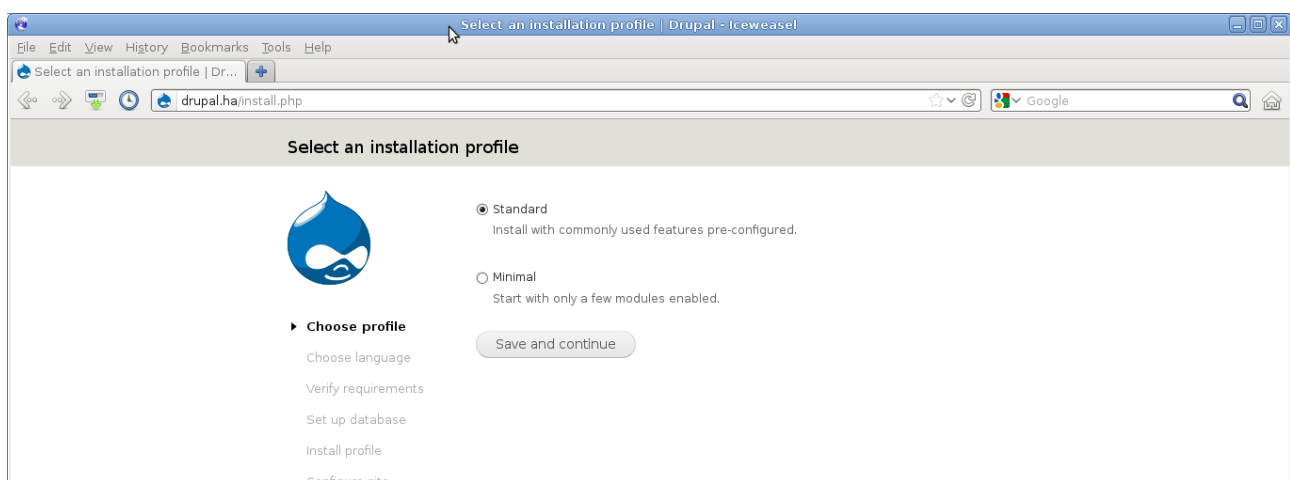 Select an installation profile | Drupal - Iceweasel
File Edit View History Bookmarks Tools Help
Select an installation profile | Dr...
drupal.ha/install.php
Google
Select an installation profile
Standard
Install with commonly used features pre-configured.
Minimal
Start with only a few modules enabled.
Save and continue
Choose profile
Choose language
Verify requirements
Set up database
Install profile
Configure site